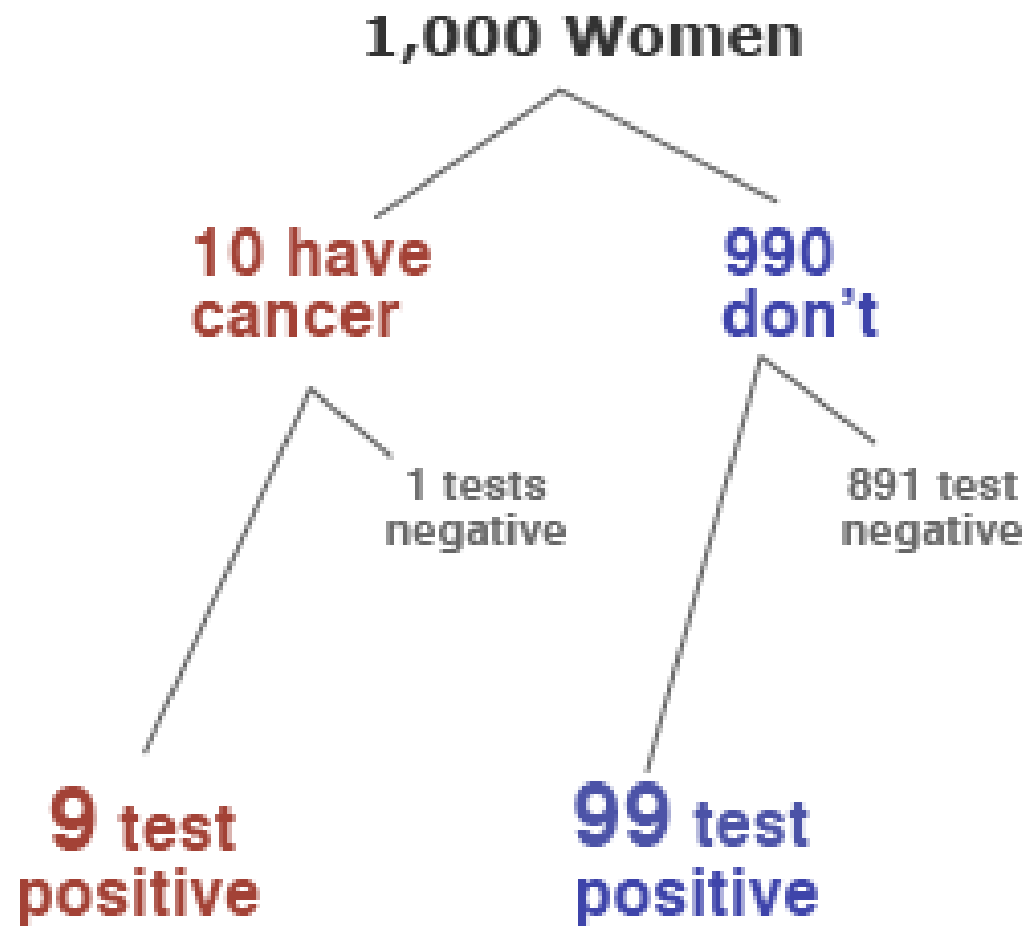 1,000 Women
10 have
cancer
990
don't
1 tests
negative
891 test
negative
9 test
positive
99 test
positive